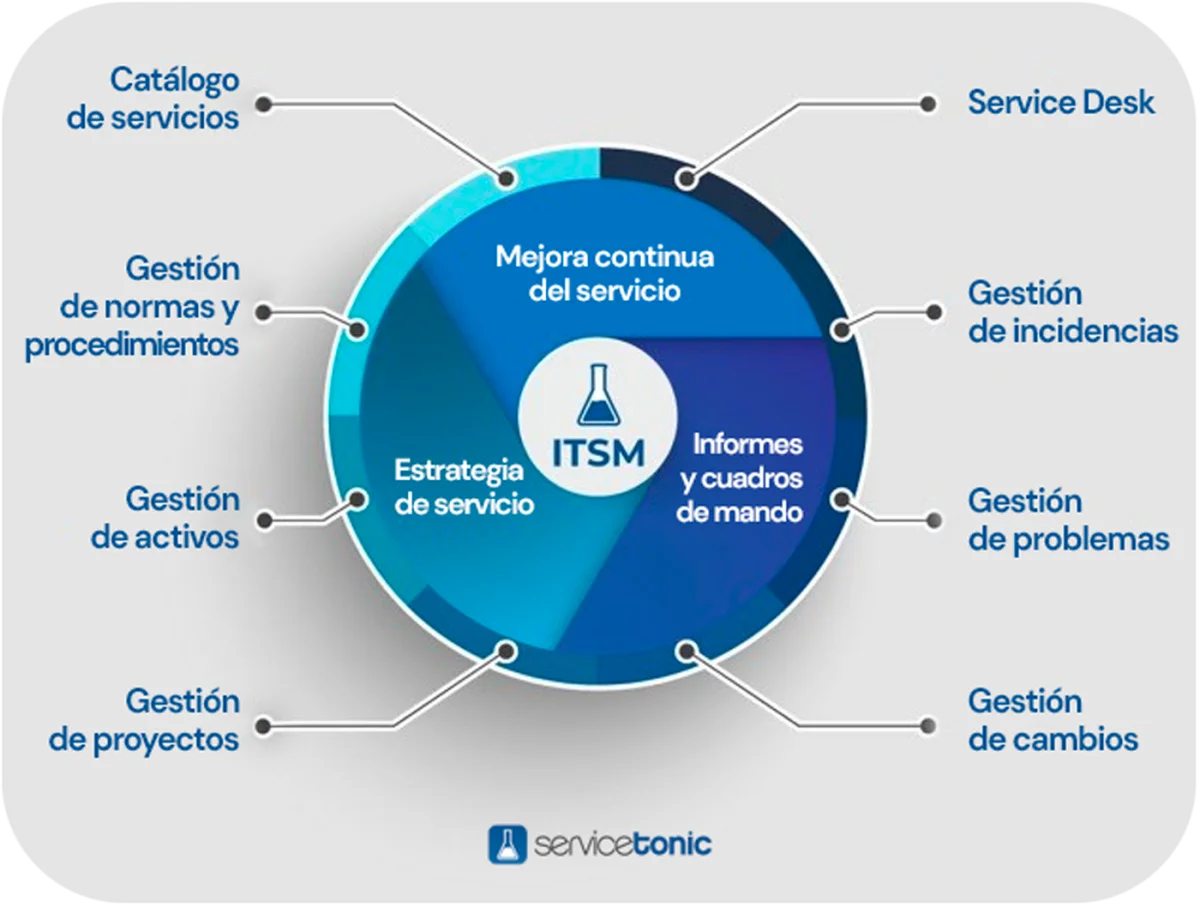 Catálogo
de servicios
Service Desk
Gestión
de normas y
procedimientos
Mejora continua
del servicio
Gestión
de incidencias
ITSM
Estrategia
de servicio
Informes
y cuadros
de mando
Gestión
de activos
Gestión
de problemas
Gestión
de proyectos
Gestión
de cambios
servicetonic